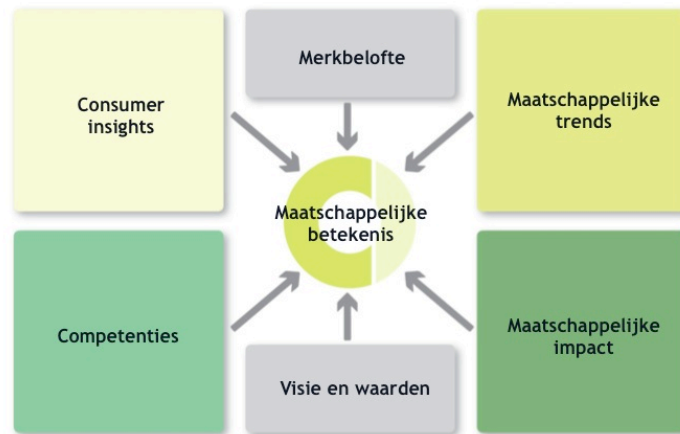 Merkbelofte
Consumer
insights
Maatschappelijke
trends
Maatschappelijke
betekenis
Competenties
Maatschappelijke
impact
Visie en waarden